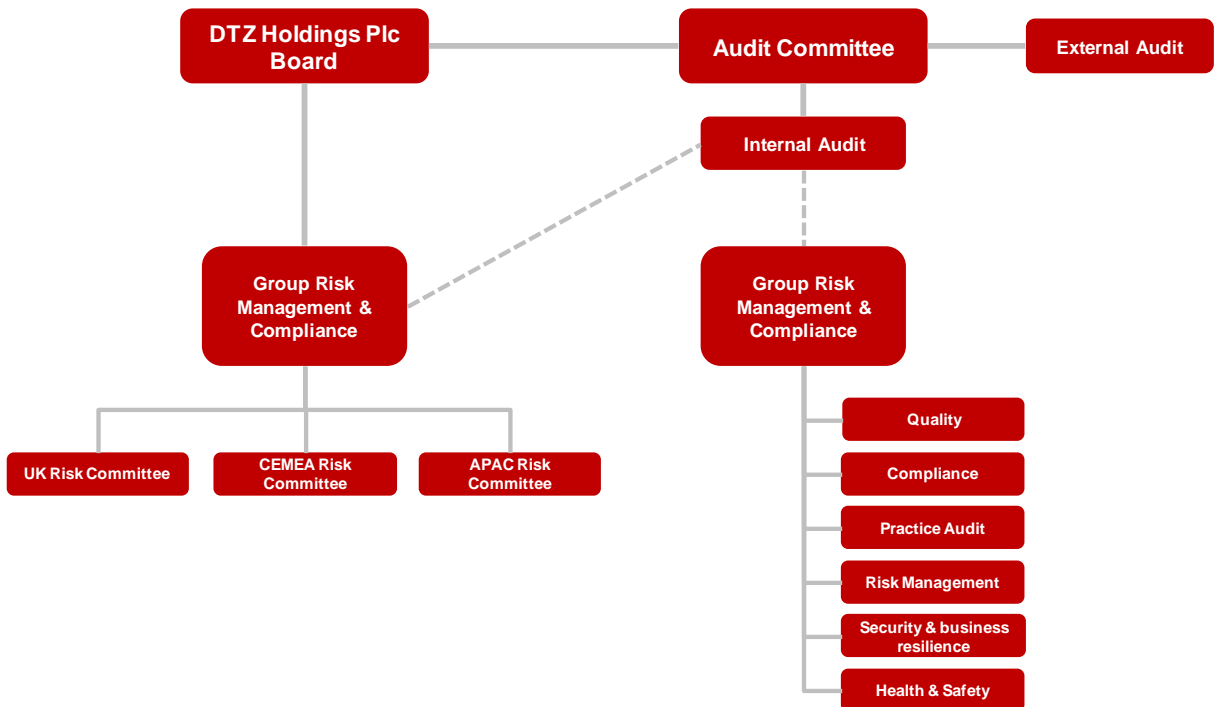 DTZ Holdings Plc
Board
Audit Committee
External Audit
Internal Audit
Group Risk
Management &
Compliance
Group Risk
Management &
Compliance
UK Risk Committee
CEMEA Risk
Committee
APAC Risk
Committee
Quality
Compliance
Practice Audit
Risk Management
Security & business
resilience
Health & Safety